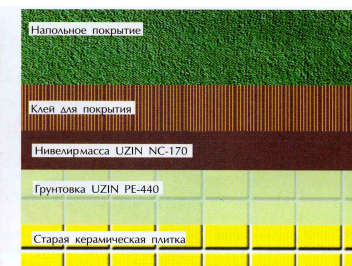 Напольное покрытие
Клей для покрытия
Нивелирмасса UZIN NC-170
Грунтовка UZIN PE-440
Старая керамическая плитка